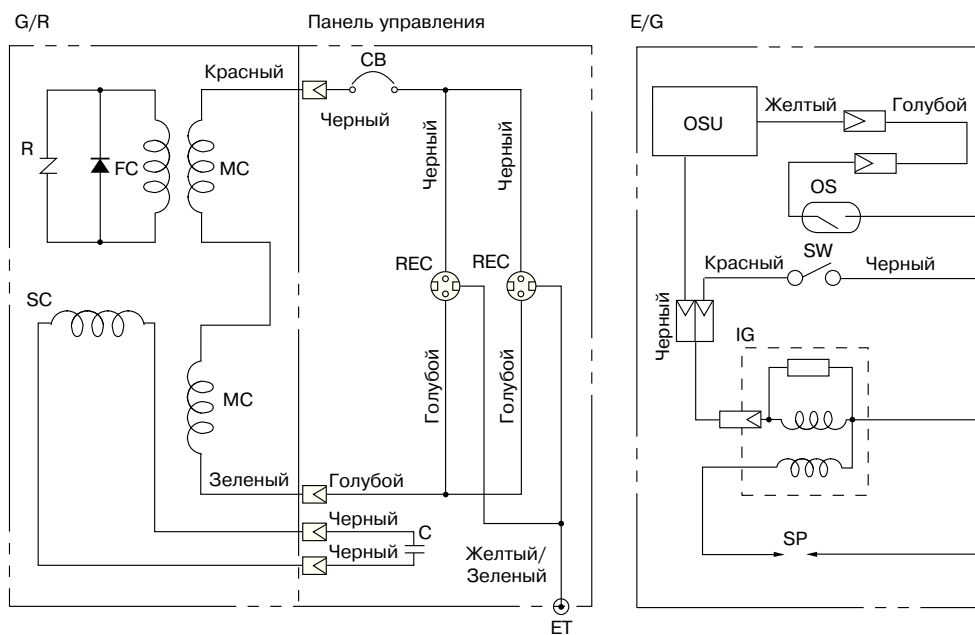 G/R
Панель управления
E/G
Красный
CB
Черный
R
FC
MC
Черный
Черный
REC
REC
SC
MC
Голубой
Голубой
Зеленый
Голубой
Черный
C
Черный
Желтый/
Зеленый
ET
OSU
Желтый
Голубой
OS
SW
Красный
Черный
Черный
IG
SP